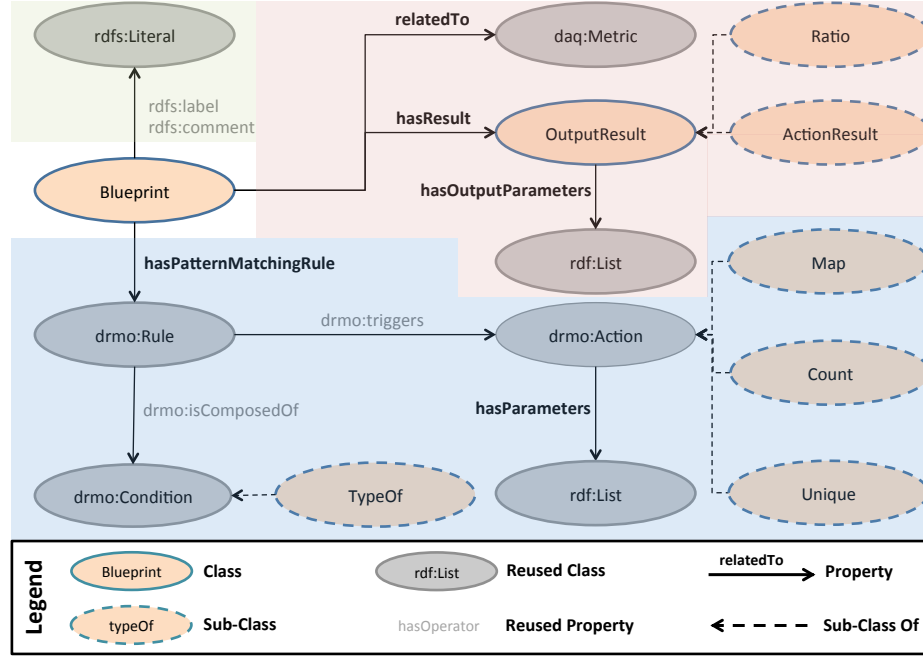 relatedTo
rdfs:Literal
daq:Metric
Ratio
rdfs:label
rdfs:comment
hasResult
OutputResult
ActionResult
Blueprint
hasOutputParameters
hasPatternMatchingRule
rdf:List
Map
drmo:Rule
drmo:triggers
drmo:Action
Count
drmo:isComposedOf
hasParameters
drmo:Condition
TypeOf
rdf:List
Unique
Legend
Blueprint
Class
rdf:List
Reused Class
relatedTo
Property
typeOf
Sub-Class
hasOperator
Reused Property
Sub-Class Of